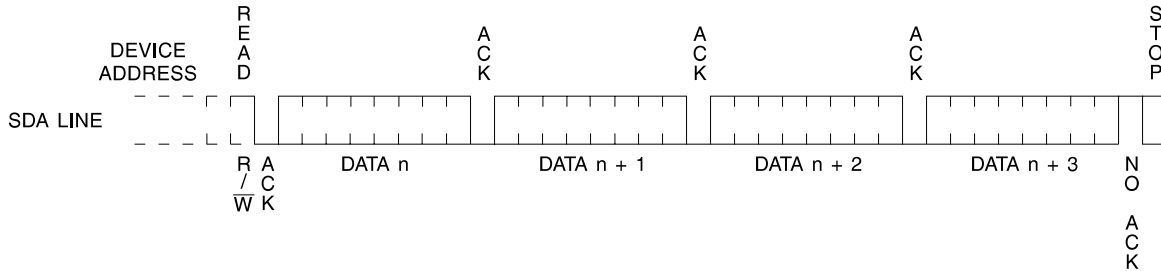 READ
ACK
ACK
ACK
STOP
DEVICE
ADDRESS
SDA LINE
R/W
ACK
DATA n
DATA n + 1
DATA n + 2
DATA n + 3
NO ACK